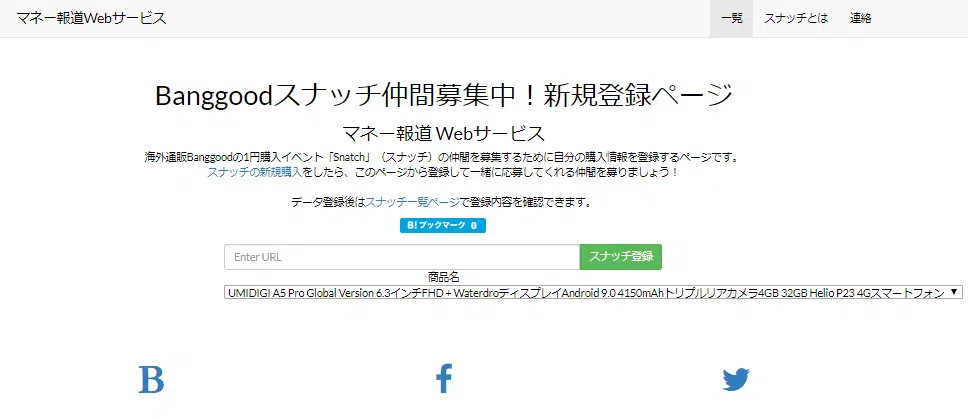 マネー報道Webサービス 一覧 スナッチとは 連絡
Banggoodスナッチ仲間募集中！新規登録ページ
マネー報道 Webサービス
海外通販Banggoodの1円購入イベント「Snatch」（スナッチ）の仲間を募集するために自分の購入情報を登録するページです。
スナッチの新規購入をしたら、このページから登録して一緒に応募してくれる仲間を募りましょう！
データ登録後はスナッチ一覧ページで登録内容を確認できます。
B! ブックマーク 0
Enter URL スナッチ登録
商品名
UMIDIGI A5 Pro Global Version 6.3インチFHD + WaterdroディスプレイAndroid 9.0 4150mAhトリプルリアカメラ4GB 32GB Helio P23 4Gスマートフォン
B